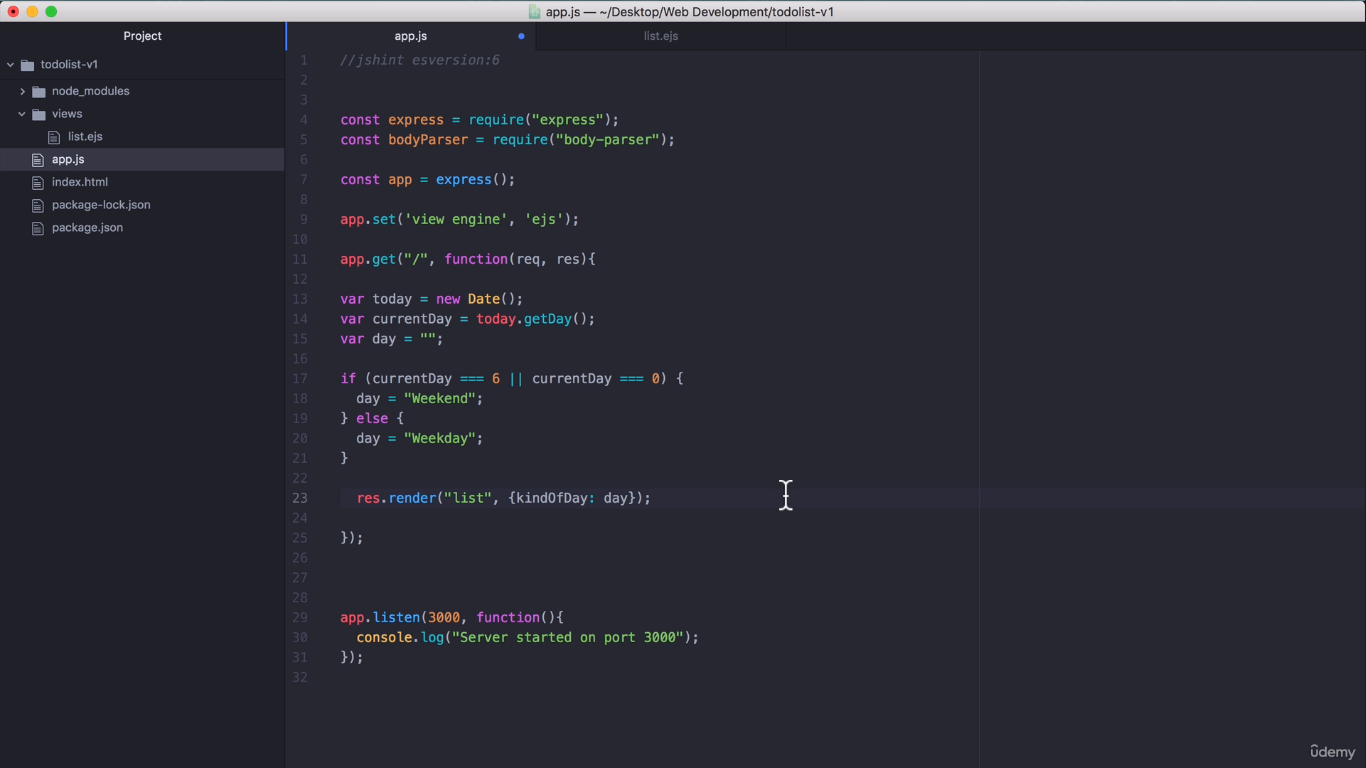 app.js — ~/Desktop/Web Development/todolist-v1
Project
app.js
list.ejs
todolist-v1
node_modules
views
list.ejs
app.js
index.html
package-lock.json
package.json
1 //jshint esversion:6
2
3
4 const express = require("express");
5 const bodyParser = require("body-parser");
6
7 const app = express();
8
9 app.set('view engine', 'ejs');
10
11 app.get("/", function(req, res){
12
13 var today = new Date();
14 var currentDay = today.getDay();
15 var day = "";
16
17 if (currentDay === 6 || currentDay === 0) {
18   day = "Weekend";
19 } else {
20   day = "Weekday";
21 }
22
23   res.render("list", {kindOfDay: day});
24
25 });
26
27
28
29 app.listen(3000, function(){
30   console.log("Server started on port 3000");
31 });
32
ûdemy